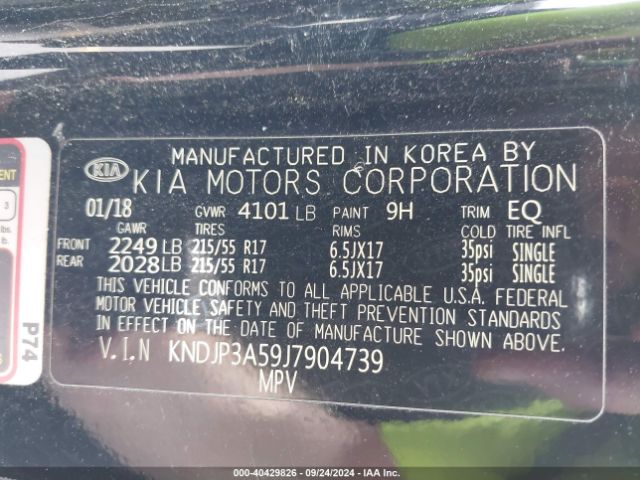 MANUFACTURED IN KOREA BY
KIA KIA MOTORS CORPORATION
01/18 GVWR 4101 LB PAINT 9H TRIM EQ
GAWR TIRES RIMS COLD TIRE INFL
FRONT 2249 LB 215/55 R17 6.5JX17 35psi SINGLE
REAR 2028 LB 215/55 R17 6.5JX17 35psi SINGLE
THIS VEHICLE CONFORMS TO ALL APPLICABLE U.S.A. FEDERAL
MOTOR VEHICLE SAFETY AND THEFT PREVENTION STANDARDS
IN EFFECT ON THE DATE OF MANUFACTURE SHOWN ABOVE.
V.I.N KNDJP3A59J7904739
MPV
ENT
3
lbs.
lb.
P74
000-40429826 - 09/24/2024 - IAA Inc.